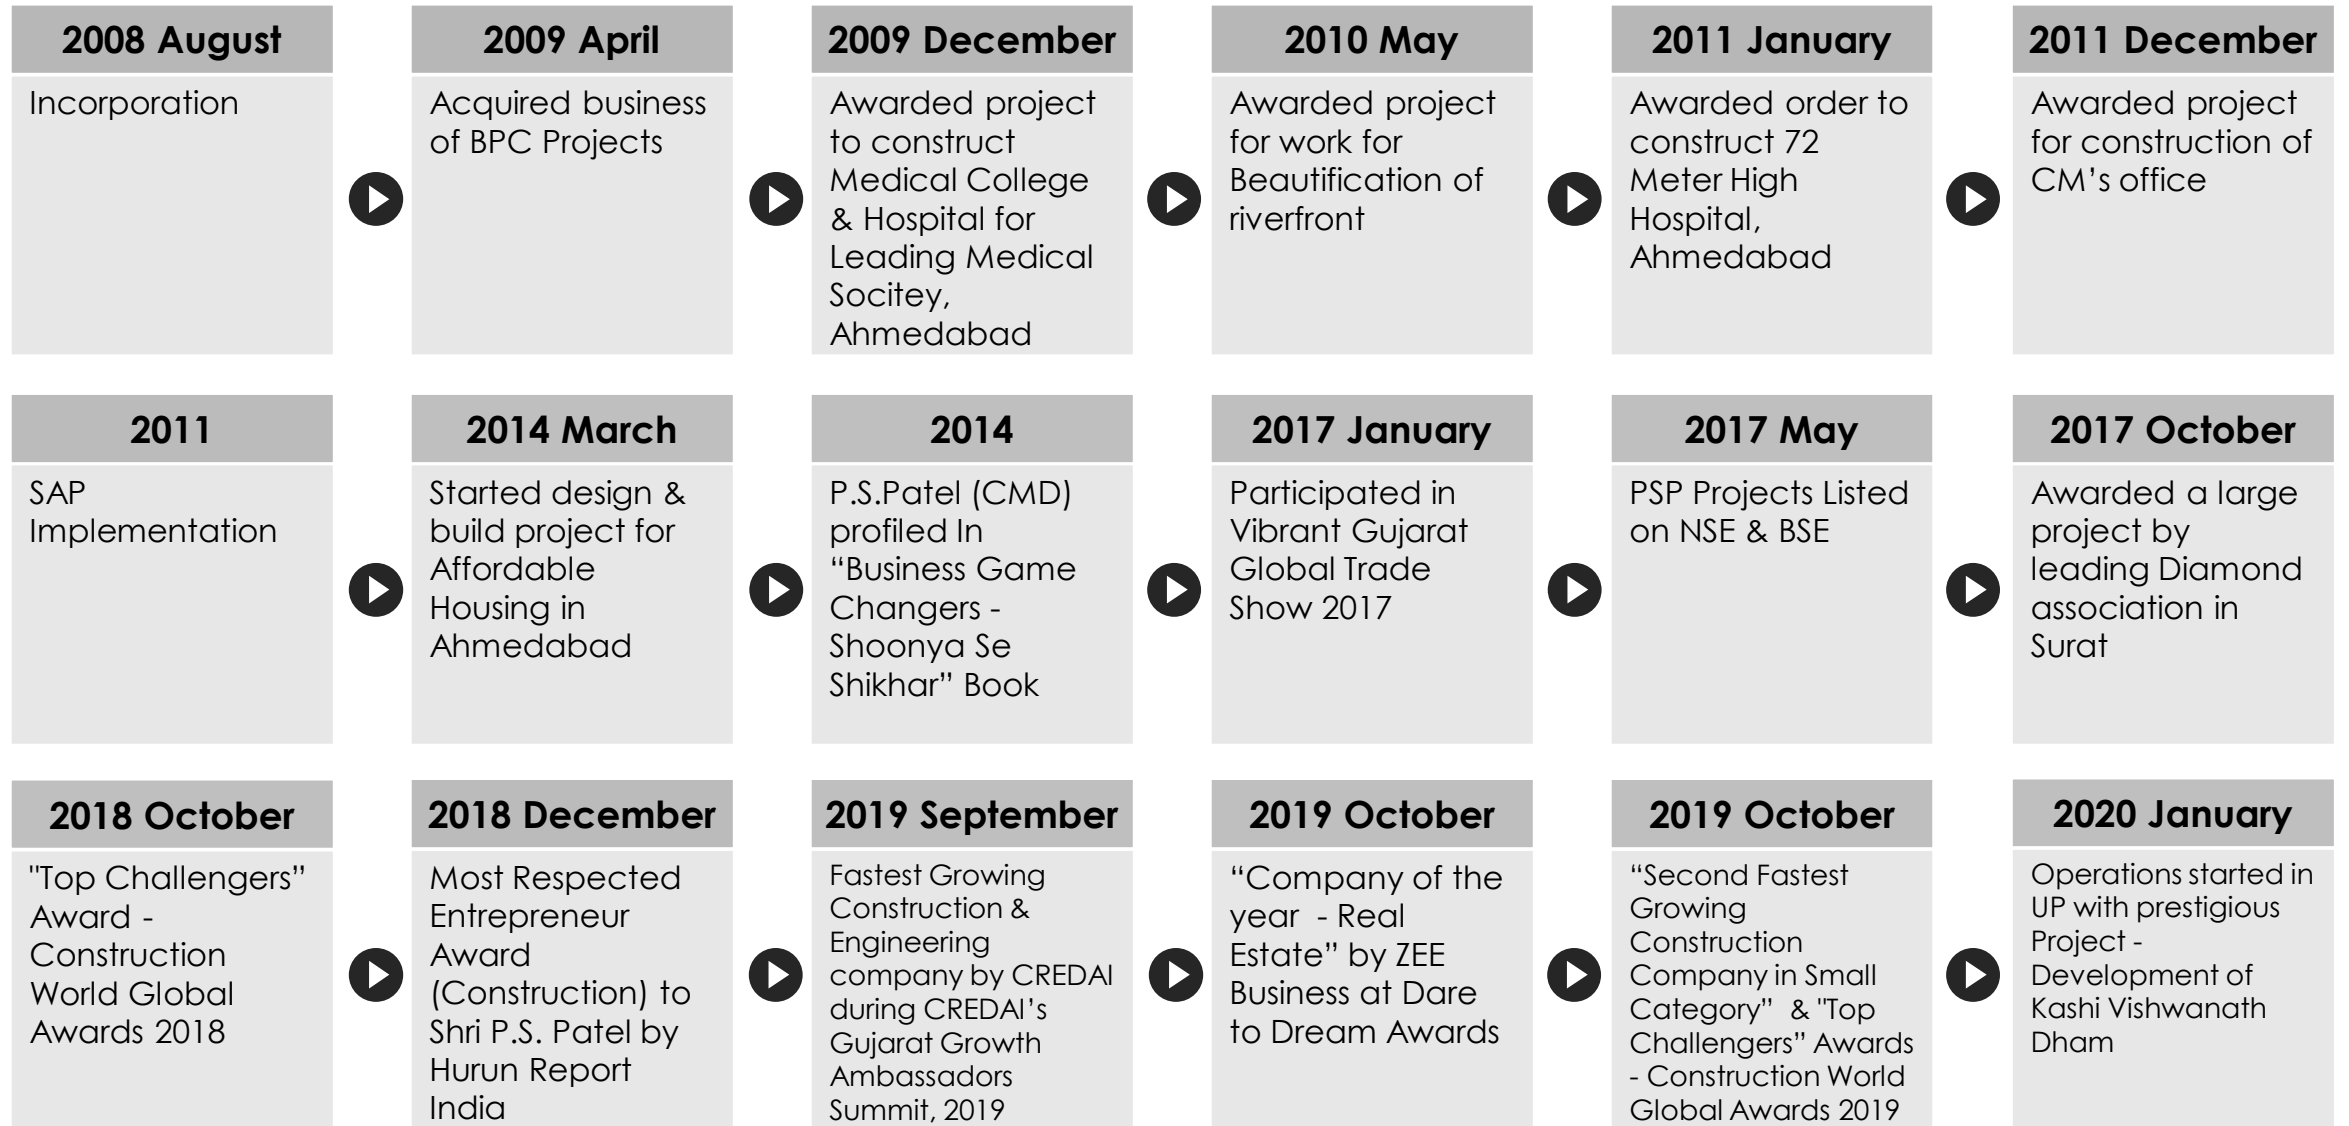 2008 August
Incorporation
2009 April
Acquired business
of BPC Projects
2009 December
Awarded project
to construct
Medical College
& Hospital for
Leading Medical
Socitey,
Ahmedabad
2010 May
Awarded project
for work for
Beautification of
riverfront
2011 January
Awarded order to
construct 72
Meter High
Hospital,
Ahmedabad
2011 December
Awarded project
for construction of
CM’s office
2011
SAP
Implementation
2014 March
Started design &
build project for
Affordable
Housing in
Ahmedabad
2014
P.S.Patel (CMD)
profiled In
“Business Game
Changers -
Shoonya Se
Shikhar” Book
2017 January
Participated in
Vibrant Gujarat
Global Trade
Show 2017
2017 May
PSP Projects Listed
on NSE & BSE
2017 October
Awarded a large
project by
leading Diamond
association in
Surat
2018 October
"Top Challengers”
Award -
Construction
World Global
Awards 2018
2018 December
Most Respected
Entrepreneur
Award
(Construction) to
Shri P.S. Patel by
Hurun Report
India
2019 September
Fastest Growing
Construction &
Engineering
company by CREDAI
during CREDAI’s
Gujarat Growth
Ambassadors
Summit, 2019
2019 October
“Company of the
year - Real
Estate” by ZEE
Business at Dare
to Dream Awards
2019 October
“Second Fastest
Growing
Construction
Company in Small
Category” & "Top
Challengers” Awards
- Construction World
Global Awards 2019
2020 January
Operations started in
UP with prestigious
Project -
Development of
Kashi Vishwanath
Dham